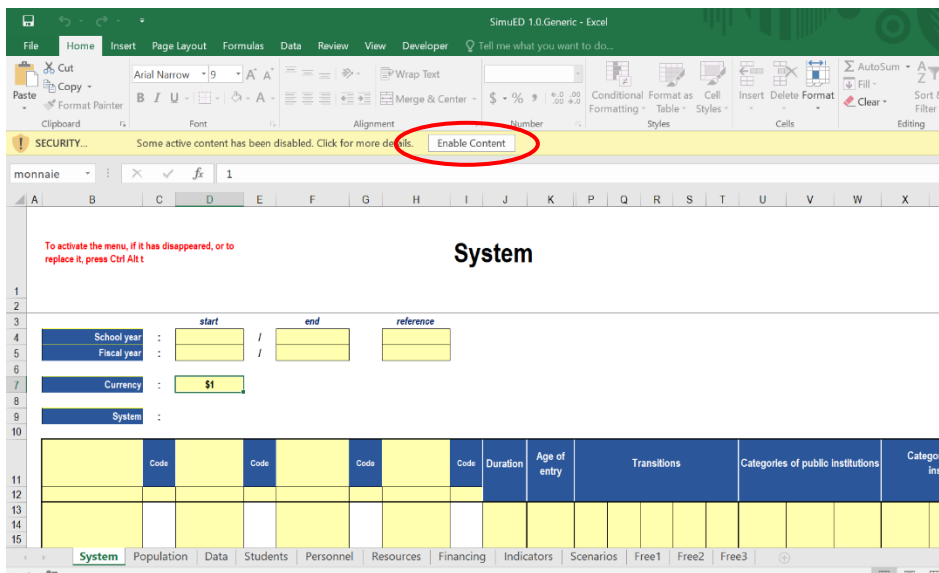 SimuED 1.0.Generic - Excel
File Home Insert Page Layout Formulas Data Review View Developer Tell me what you want to do...
Cut
Copy
Format Painter
Paste
Arial Narrow 9 A A
B I U A
Wrap Text
Merge & Center
$ % , .0 .00 .00 .0
Conditional Formatting
Format as Table
Cell Styles
Insert Delete Format
AutoSum
Fill
Clear
Sort &
Filter
Clipboard Font Alignment Number Styles Cells Editing
SECURITY... Some active content has been disabled. Click for more details. Enable Content
monnaie fx 1
A B C D E F G H I J K P Q R S T U V W X
To activate the menu, if it has disappeared, or to
replace it, press Ctrl Alt t
System
1
2
3 start end reference
4 School year : /
5 Fiscal year : /
6
7 Currency : $1
8
9 System :
10
11 Code Code Code Code Duration Age of entry Transitions Categories of public institutions
12
13
14
15
System Population Data Students Personnel Resources Financing Indicators Scenarios Free1 Free2 Free3